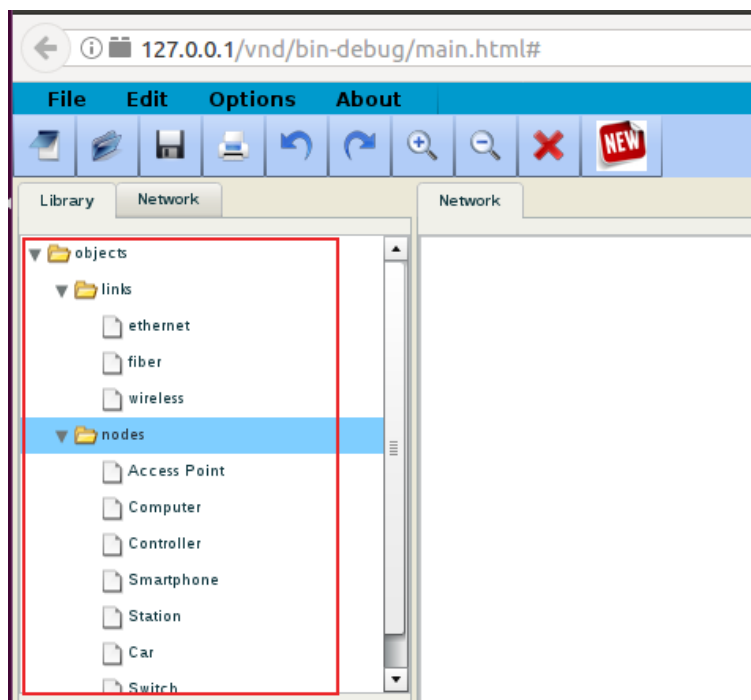 127.0.0.1/vnd/bin-debug/main.html#
File Edit Options About
NEW
Library Network Network
objects
links
ethernet
fiber
wireless
nodes
Access Point
Computer
Controller
Smartphone
Station
Car
Switch